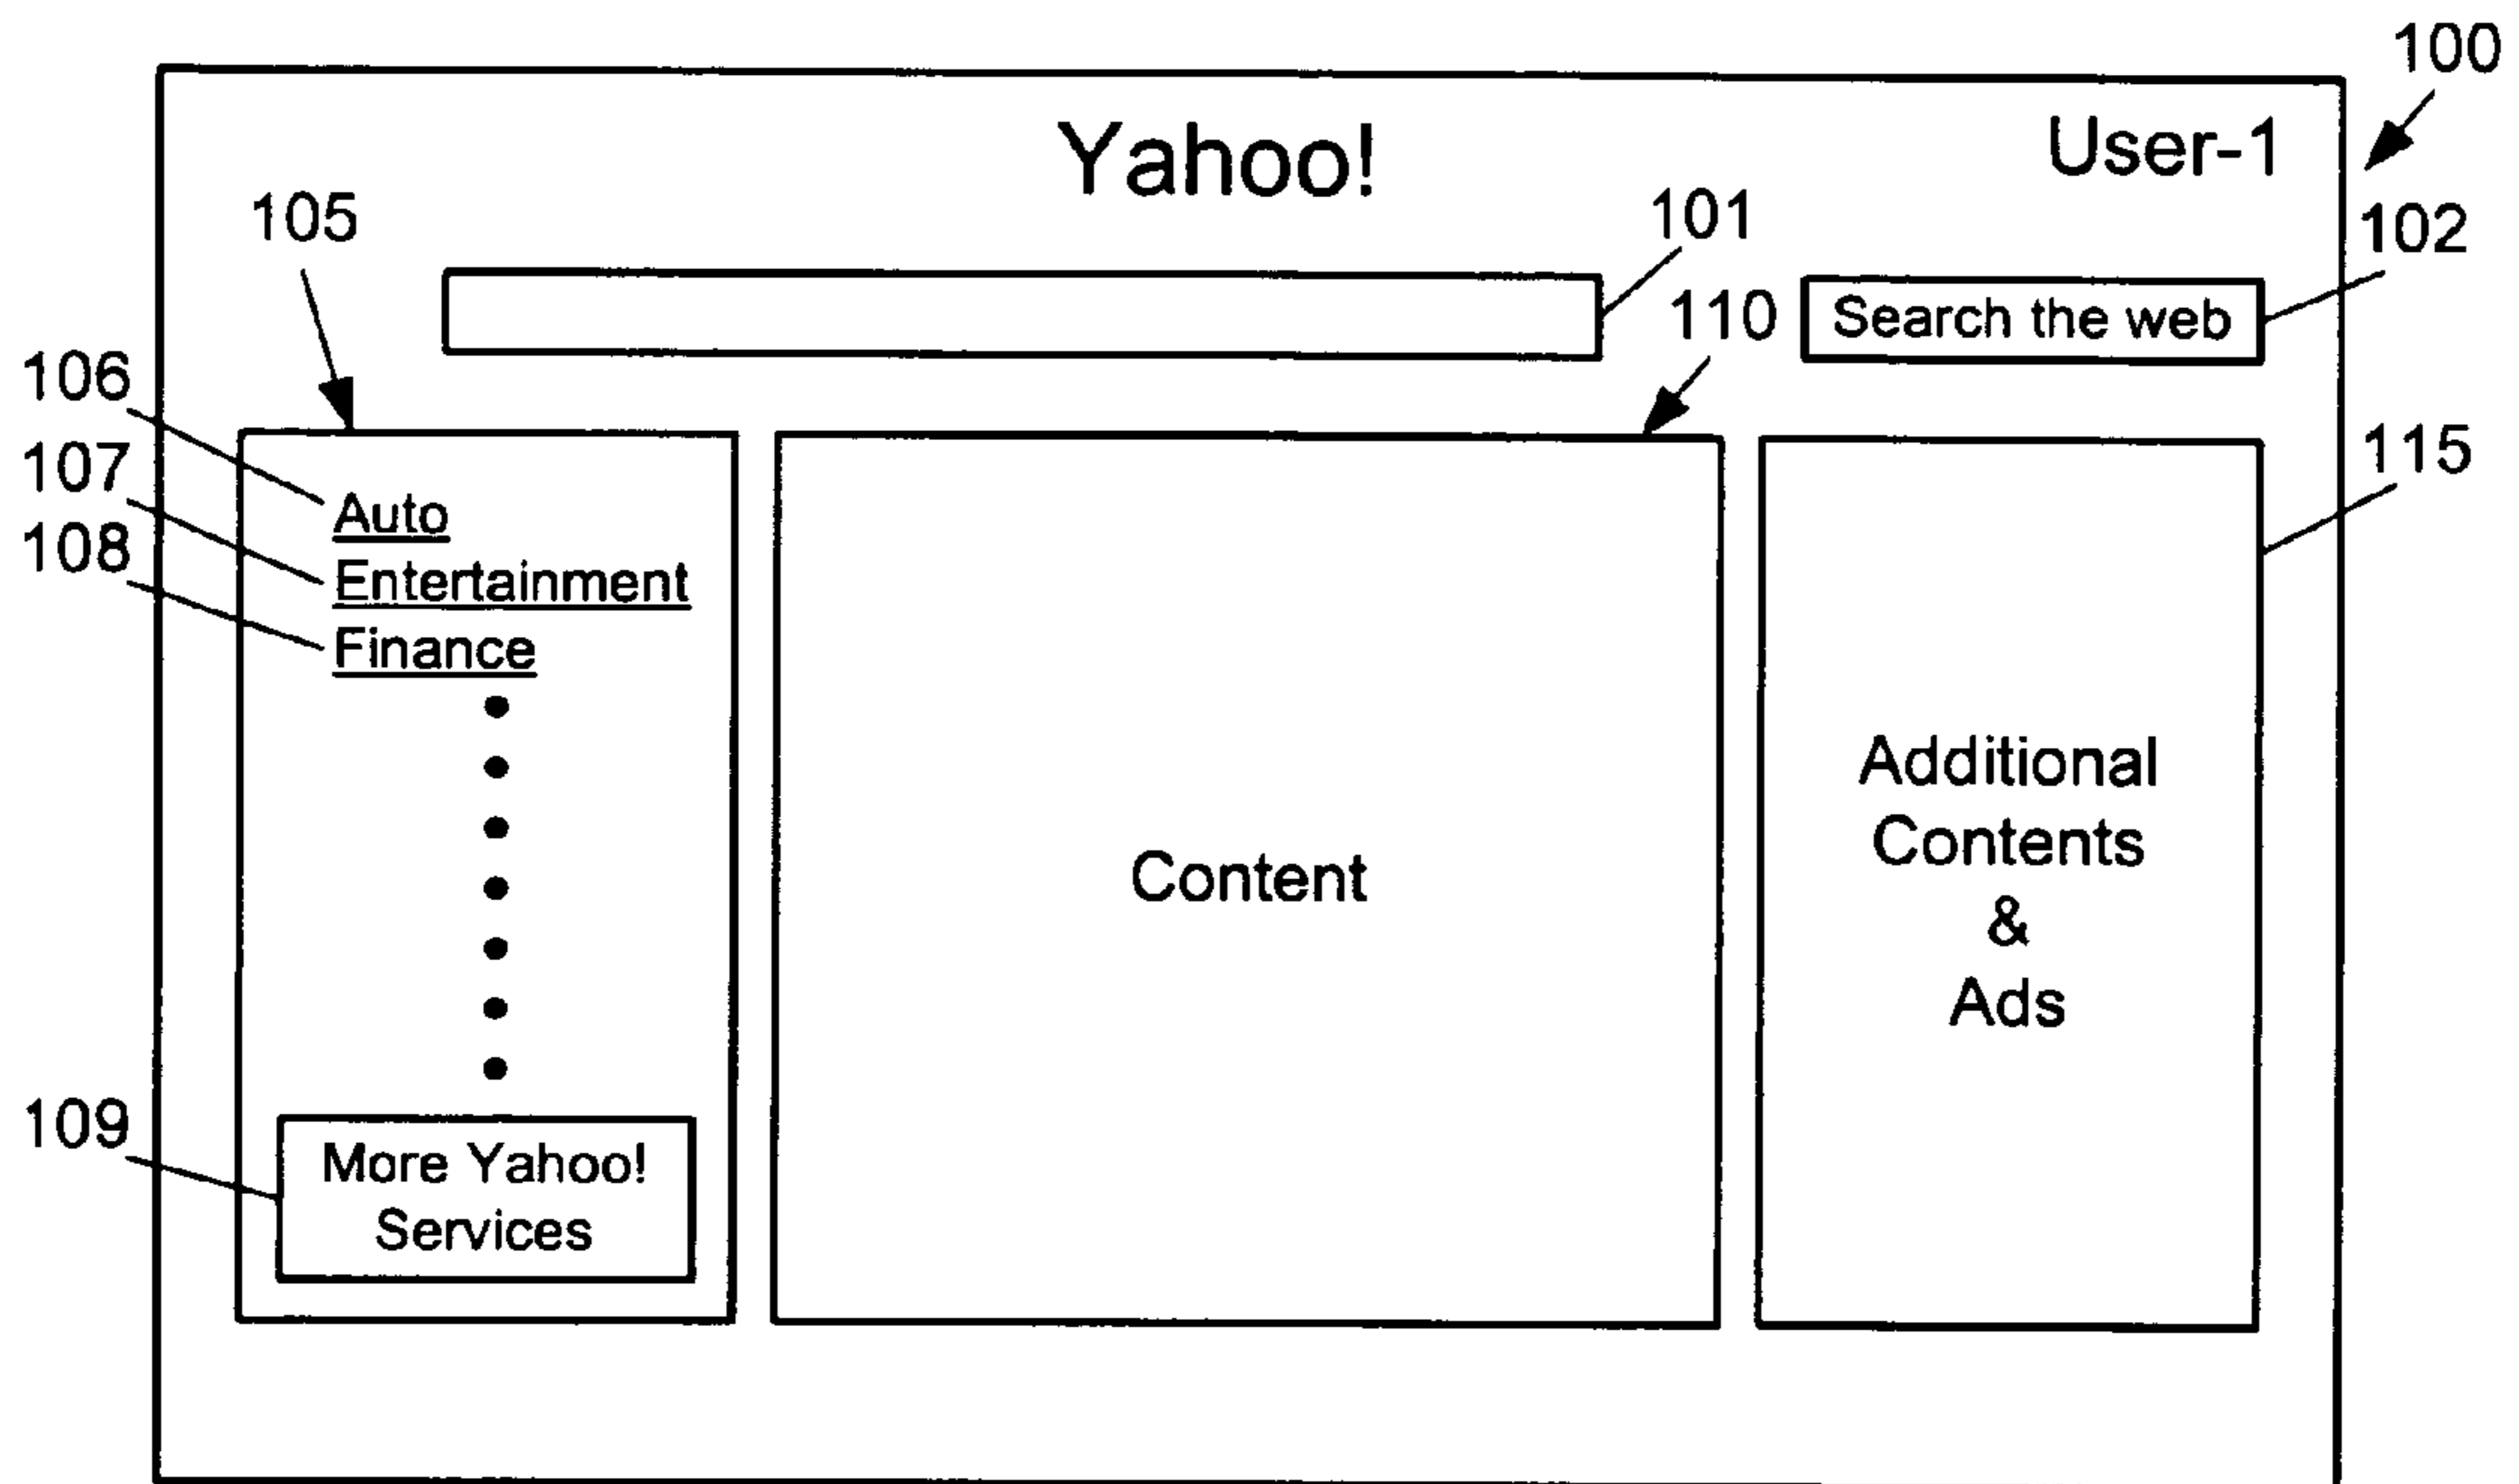 100
Yahoo!
User-1
105
101
102
110
Search the web
106
107
108
115
Auto
Entertainment
Finance
Additional
Contents
&
Ads
Content
109
More Yahoo!
Services